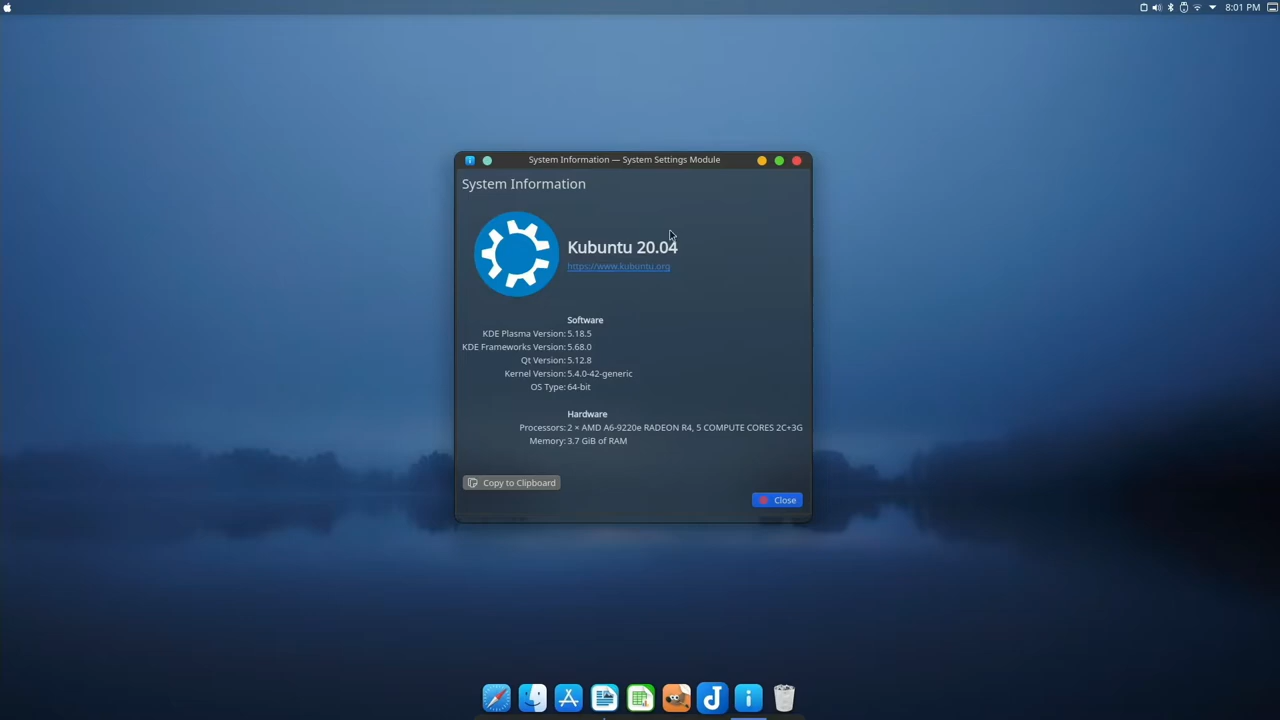 8:01 PM
System Information — System Settings Module
System Information
Kubuntu 20.04
https://www.kubuntu.org
Software
KDE Plasma Version: 5.18.5
KDE Frameworks Version: 5.68.0
Qt Version: 5.12.8
Kernel Version: 5.4.0-42-generic
OS Type: 64-bit
Hardware
Processors: 2 × AMD A6-9220e RADEON R4, 5 COMPUTE CORES 2C+3G
Memory: 3.7 GiB of RAM
Copy to Clipboard
Close